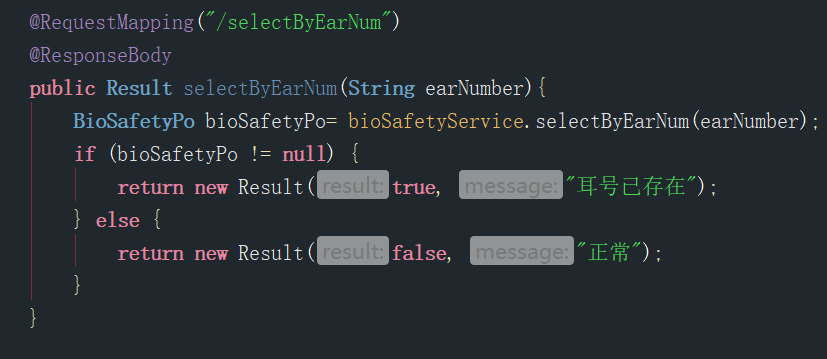 @RequestMapping("/selectByEarNum")
@ResponseBody
public Result selectByEarNum(String earNumber){
BioSafetyPo bioSafetyPo= bioSafetyService.selectByEarNum(earNumber);
if (bioSafetyPo != null) {
return new Result( result: true, message: "耳号已存在");
} else {
return new Result( result: false, message: "正常");
}
}